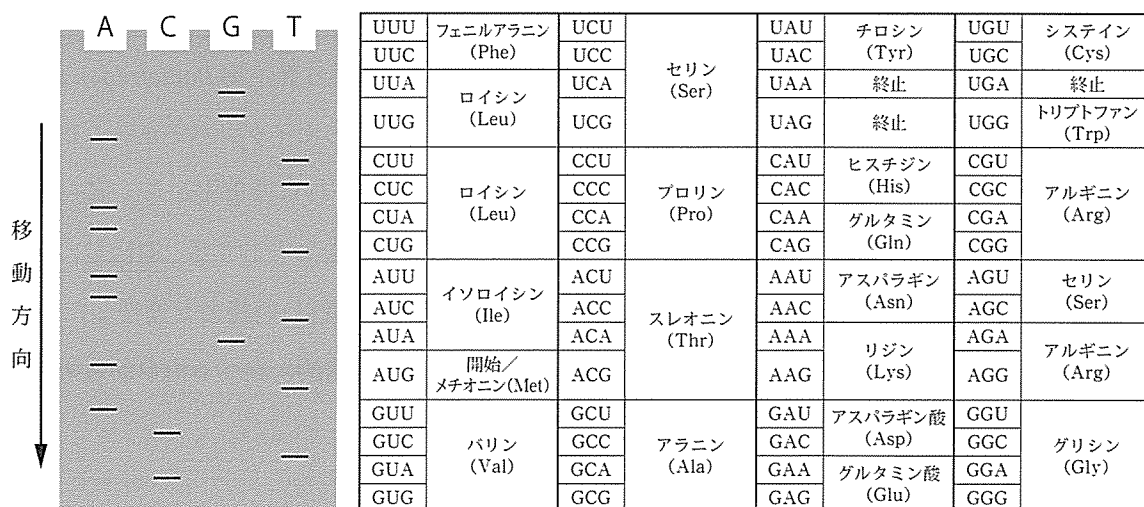 A C G T
移動方向
UUU フェニルアラニン UCU セリン UAU チロシン UGU システイン
UUC (Phe) UCC (Ser) UAC (Tyr) UGC (Cys)
UUA ロイシン UCA UAA 終止 UGA 終止
UUG (Leu) UCG UAG 終止 UGG トリプトファン
(Trp)
CUU ロイシン CCU プロリン CAU ヒスチジン CGU アルギニン
CUC (Leu) CCC (Pro) CAC (His) CGC (Arg)
CUA CCA CAA グルタミン CGA
CUG CCG CAG (Gln) CGG
AUU イソロイシン ACU スレオニン AAU アスパラギン AGU セリン
AUC (Ile) ACC (Thr) AAC (Asn) AGC (Ser)
AUA ACA AAA リジン AGA アルギニン
AUG 開始/ ACG AAG (Lys) AGG (Arg)
メチオニン(Met)
GUU バリン GCU アラニン GAU アスパラギン酸 GGU グリシン
GUC (Val) GCC (Ala) GAC (Asp) GGC (Gly)
GUA GCA GAA グルタミン酸 GGA
GUG GCG GAG (Glu) GGG